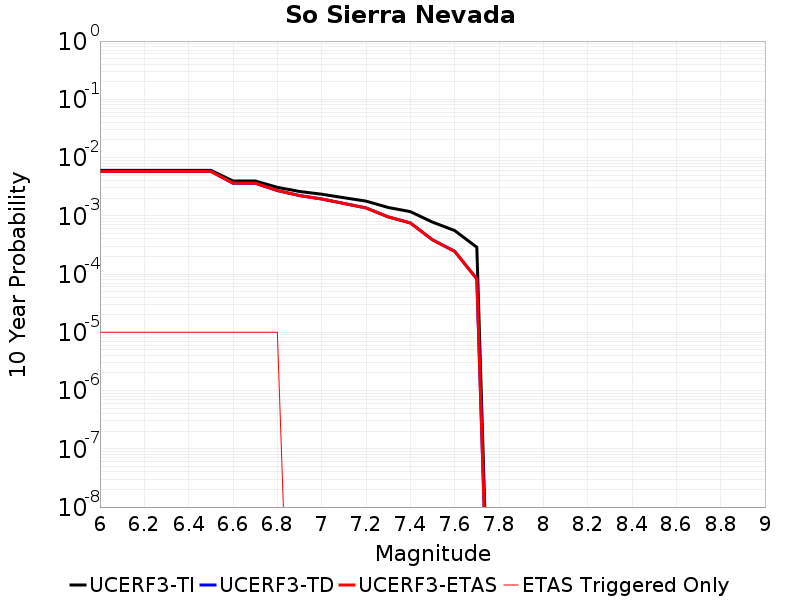 So Sierra Nevada
10 Year Probability
10^0
10^-1
10^-2
10^-3
10^-4
10^-5
10^-6
10^-7
10^-8
6 6.2 6.4 6.6 6.8 7 7.2 7.4 7.6 7.8 8 8.2 8.4 8.6 8.8 9
Magnitude
UCERF3-TI UCERF3-TD UCERF3-ETAS ETAS Triggered Only